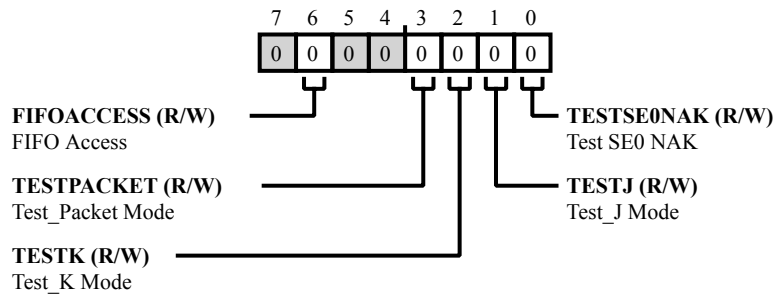 7 6 5 4 3 2 1 0
0 0 0 0 0 0 0 0
FIFOACCESS (R/W)
FIFO Access
TESTSE0NAK (R/W)
Test SE0 NAK
TESTPACKET (R/W)
Test_Packet Mode
TESTJ (R/W)
Test_J Mode
TESTK (R/W)
Test_K Mode